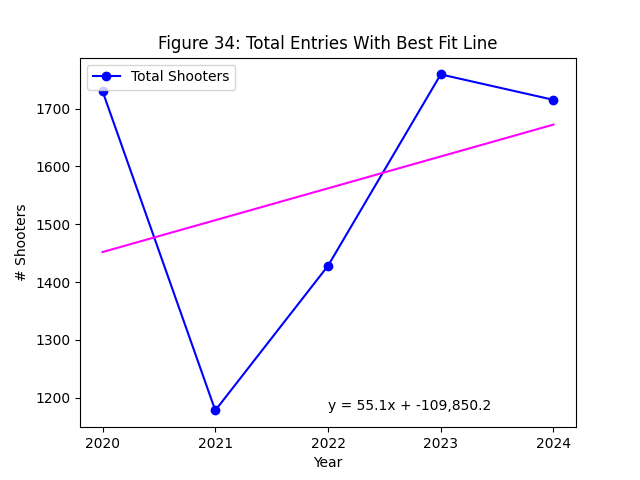 Figure 34: Total Entries With Best Fit Line
Total Shooters
1700
1600
1500
1400
1300
1200
# Shooters
y = 55.1x + -109,850.2
2020 2021 2022 2023 2024
Year